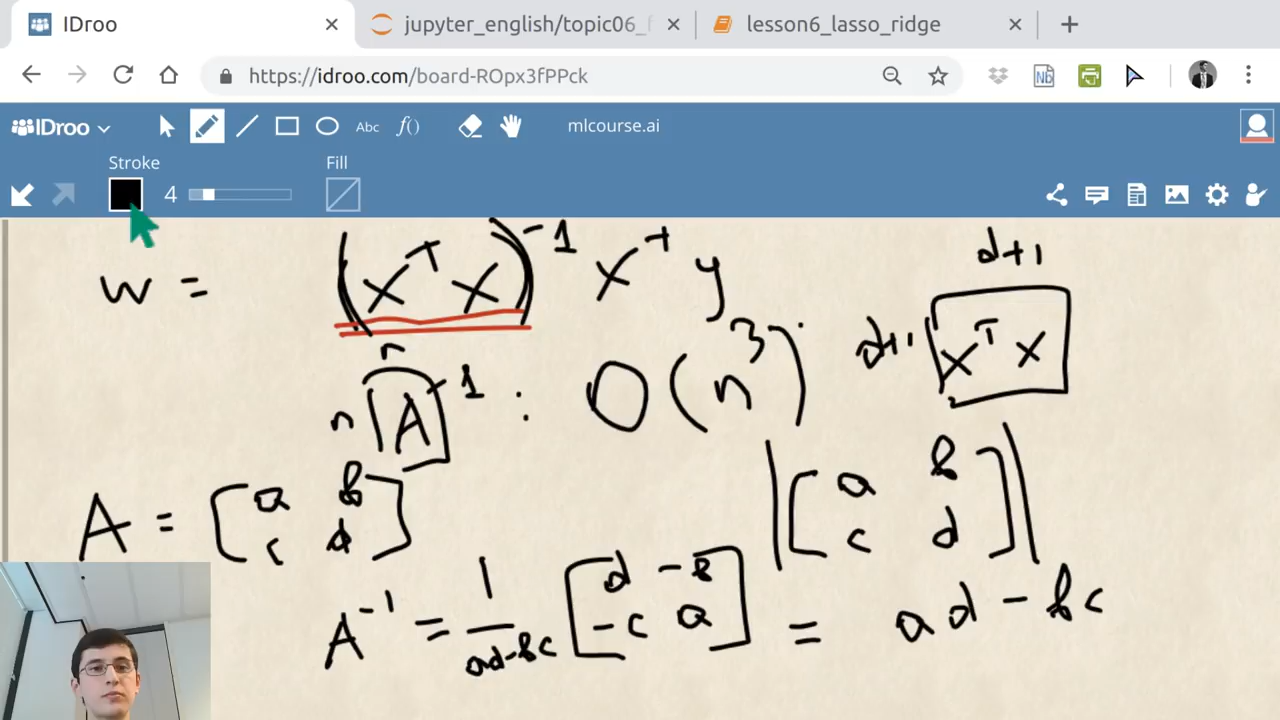 IDroo
jupyter_english/topic06_f
lesson6_lasso_ridge
https://idroo.com/board-ROpx3fPPck
IDroo
Abc
f()
mlcourse.ai
Stroke
Fill
4
w = (X^T X)^-1 X^T y
d+1
d+1
X^T X
n
n [A]^-1 : O(n^3)
A = [a b
c d]
|[a b
c d]|
A^-1 = 1/(ad-bc) [d -b
-c a]
= ad - bc